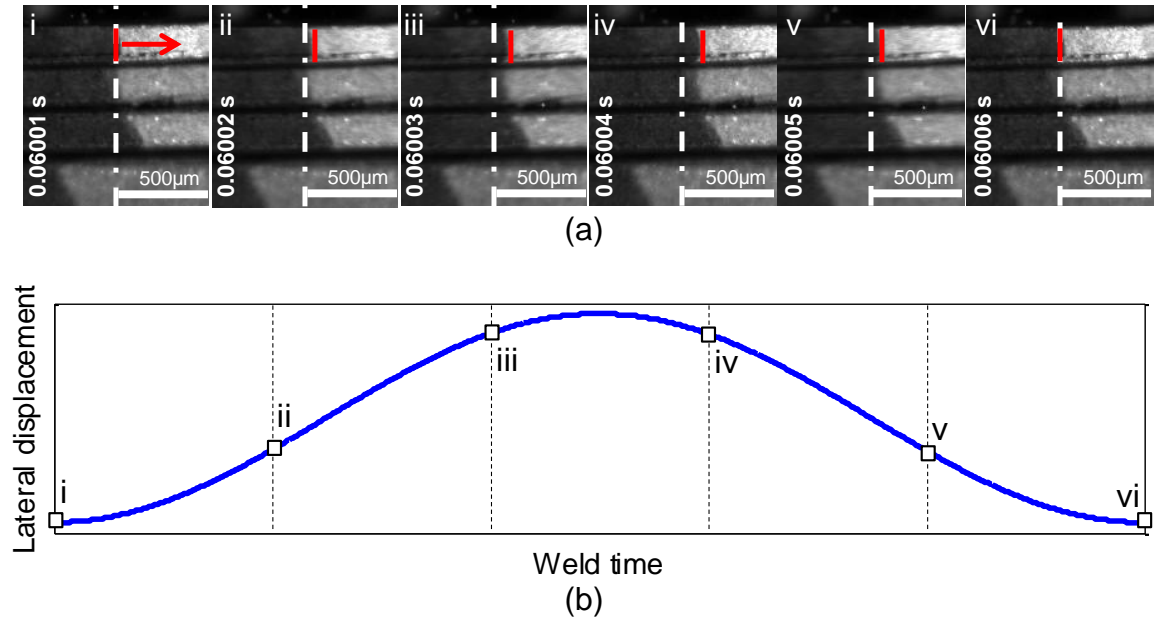 i
ii
iii
iv
v
vi
0.06001 s
0.06002 s
0.06003 s
0.06004 s
0.06005 s
0.06006 s
500µm
500µm
500µm
500µm
500µm
500µm
(a)
Lateral displacement
i
ii
iii
iv
v
vi
Weld time
(b)